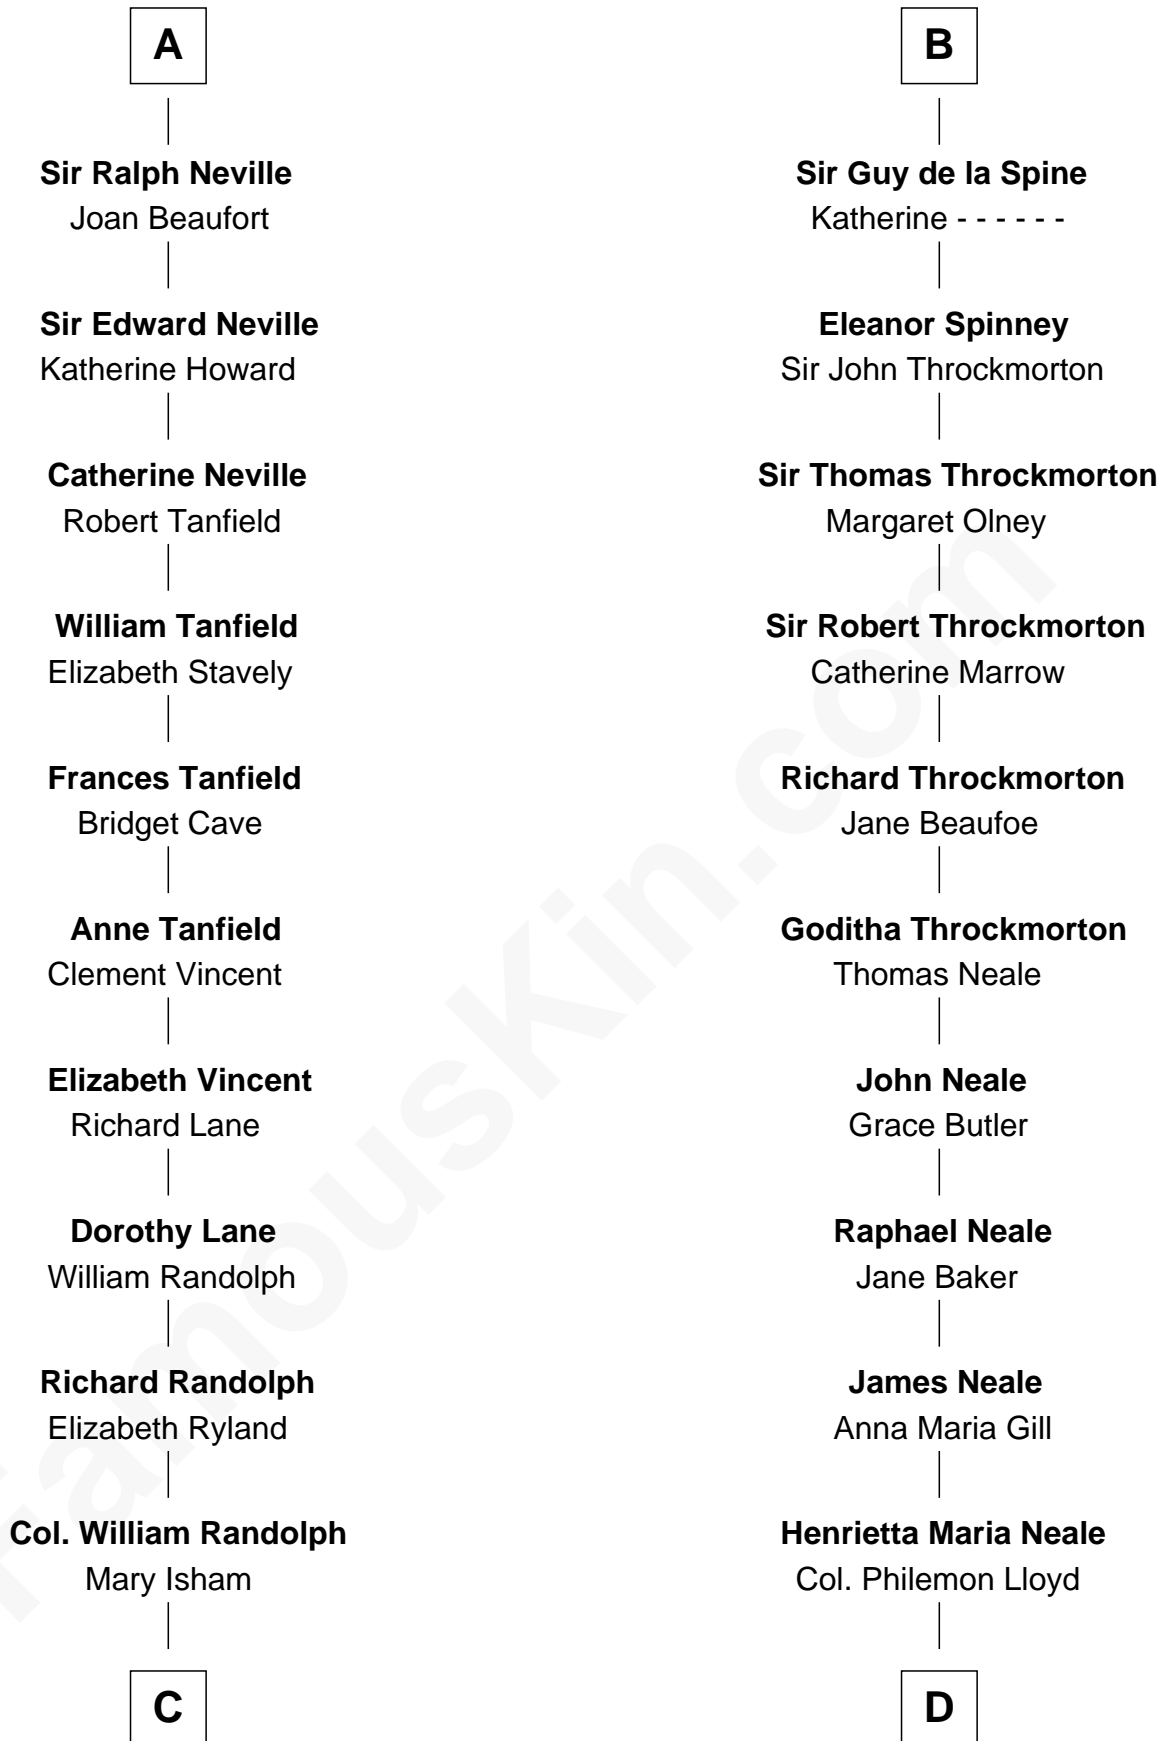 A
Sir Ralph Neville
Joan Beaufort
Sir Edward Neville
Katherine Howard
Catherine Neville
Robert Tanfield
William Tanfield
Elizabeth Stavely
Frances Tanfield
Bridget Cave
Anne Tanfield
Clement Vincent
Elizabeth Vincent
Richard Lane
Dorothy Lane
William Randolph
Richard Randolph
Elizabeth Ryland
Col. William Randolph
Mary Isham
C
B
Sir Guy de la Spine
Katherine - - - - - -
Eleanor Spinney
Sir John Throckmorton
Sir Thomas Throckmorton
Margaret Olney
Sir Robert Throckmorton
Catherine Marrow
Richard Throckmorton
Jane Beaufoe
Goditha Throckmorton
Thomas Neale
John Neale
Grace Butler
Raphael Neale
Jane Baker
James Neale
Anna Maria Gill
Henrietta Maria Neale
Col. Philemon Lloyd
D
FamousKin.com